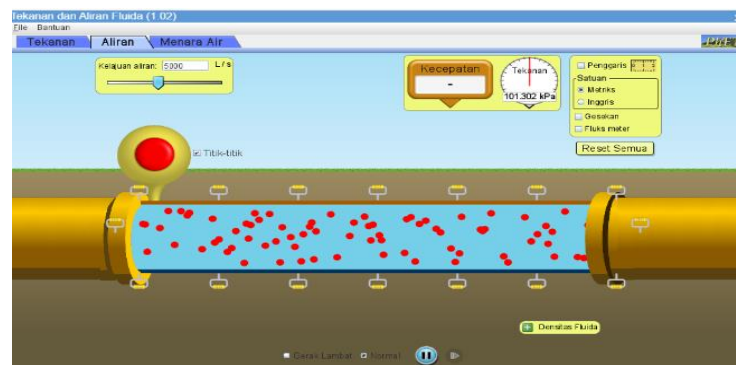 Tekanan dan Aliran Fluida (1.02)
File Bantuan
Tekanan Aliran Menara Air
Kelajuan aliran: 5000 L/s
Kecepatan
-
Tekanan
101.302 kPa
Penggaris
Satuan
Metriks
Inggris
Gesekan
Fluks meter
Reset Semua
Titik-titik
Densitas Fluida
Gerak Lambat Normal